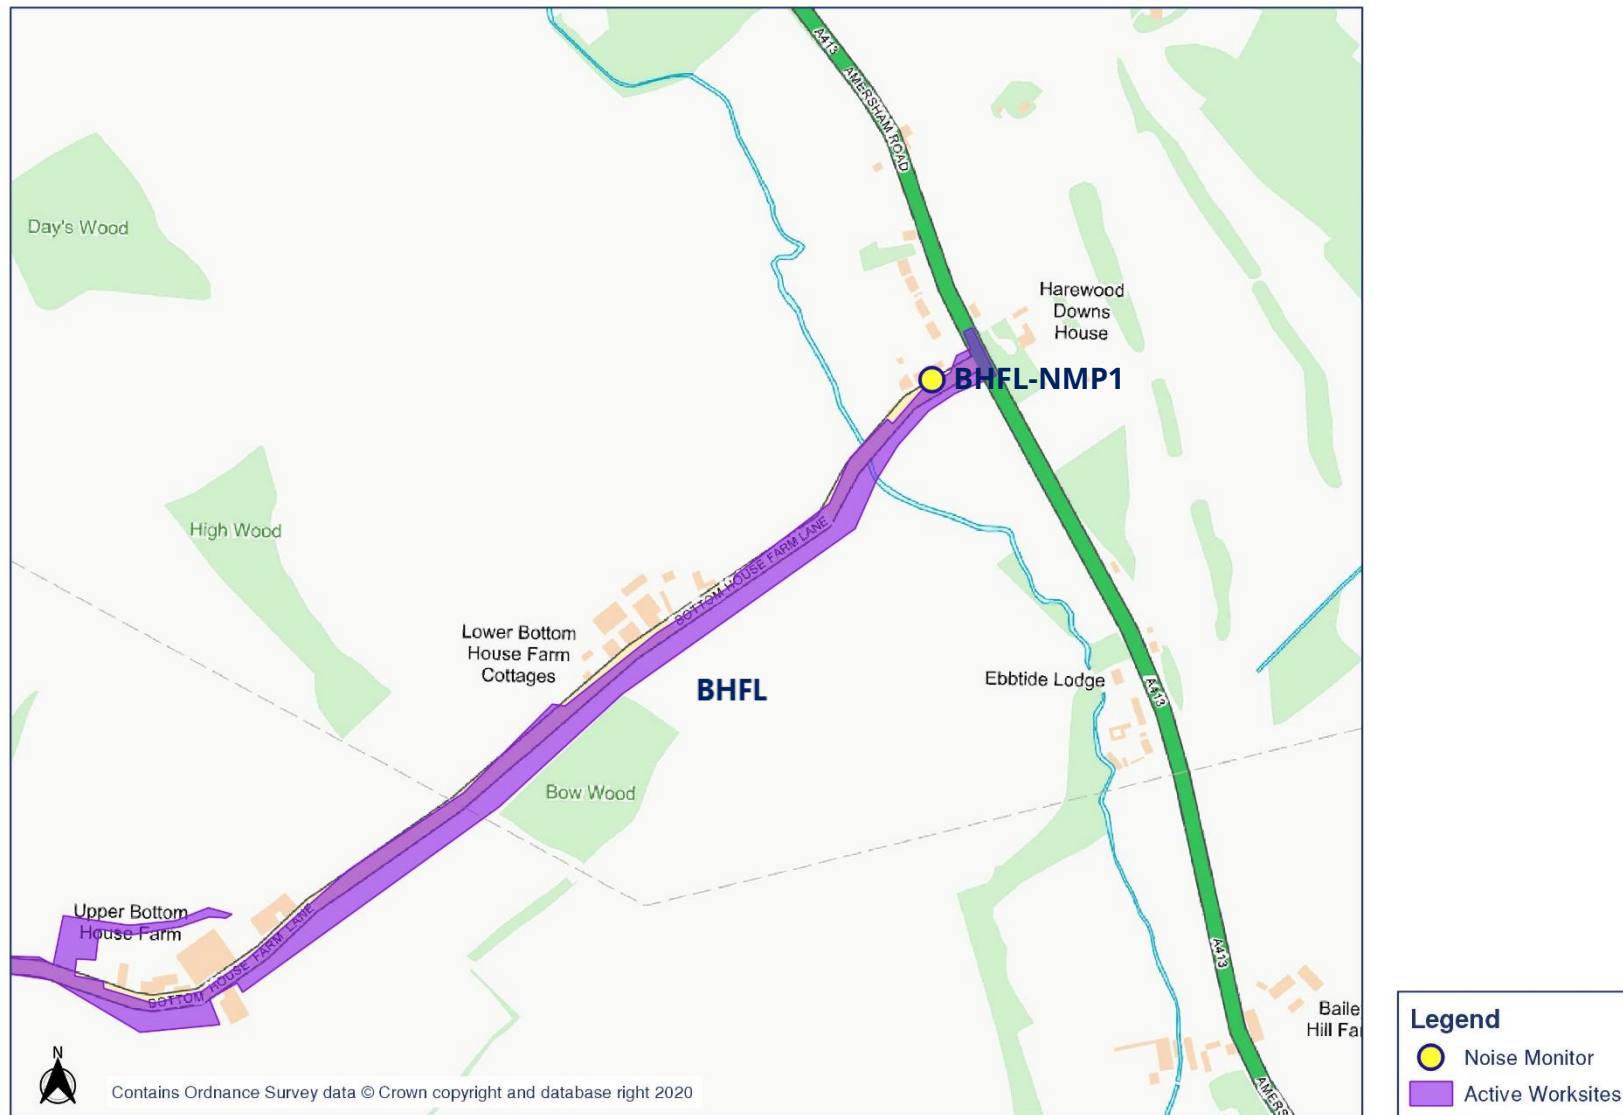 A413
AMERSHAM ROAD
Day's Wood
Harewood
Downs
House
BHFL-NMP1
High Wood
BOTTOM HOUSE FARM LANE
Lower Bottom
House Farm
Cottages
Ebbtide Lodge
BHFL
A413
Bow Wood
Upper Bottom
House Farm
BOTTOM HOUSE FARM LANE
A413
Baile
Hill Fa
AMERS
N
Contains Ordnance Survey data © Crown copyright and database right 2020
Legend
Noise Monitor
Active Worksites